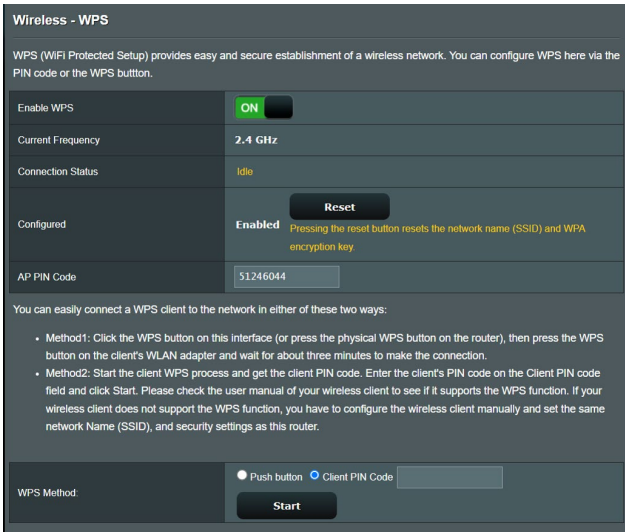 Wireless - WPS
WPS (WiFi Protected Setup) provides easy and secure establishment of a wireless network. You can configure WPS here via the
PIN code or the WPS buttton.
Enable WPS
ON
Current Frequency
2.4 GHz
Connection Status
Idle
Configured
Enabled
Reset
Pressing the reset button resets the network name (SSID) and WPA
encryption key.
AP PIN Code
51246044
You can easily connect a WPS client to the network in either of these two ways:
• Method1: Click the WPS button on this interface (or press the physical WPS button on the router), then press the WPS
button on the client's WLAN adapter and wait for about three minutes to make the connection.
• Method2: Start the client WPS process and get the client PIN code. Enter the client's PIN code on the Client PIN code
field and click Start. Please check the user manual of your wireless client to see if it supports the WPS function. If your
wireless client does not support the WPS function, you have to configure the wireless client manually and set the same
network Name (SSID), and security settings as this router.
WPS Method:
Push button Client PIN Code
Start